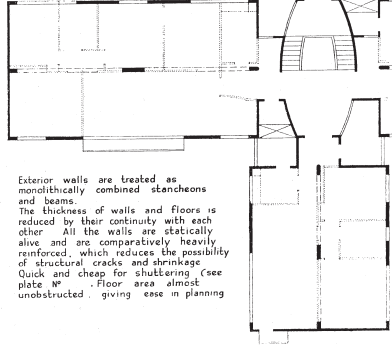 Exterior walls are treated as
monolithically combined stancheons
and beams.
The thickness of walls and floors is
reduced by their continuity with each
other All the walls are statically
alive and are comparatively heavily
reinforced, which reduces the possibility
of structural cracks and shrinkage
Quick and cheap for shuttering (see
plate Nº . Floor area almost
unobstructed, giving ease in planning